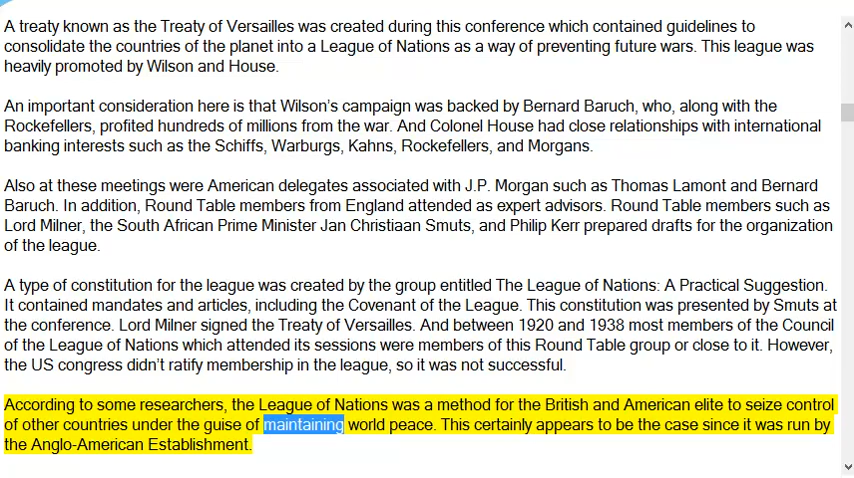 A treaty known as the Treaty of Versailles was created during this conference which contained guidelines to
consolidate the countries of the planet into a League of Nations as a way of preventing future wars. This league was
heavily promoted by Wilson and House.
An important consideration here is that Wilson's campaign was backed by Bernard Baruch, who, along with the
Rockefellers, profited hundreds of millions from the war. And Colonel House had close relationships with international
banking interests such as the Schiffs, Warburgs, Kahns, Rockefellers, and Morgans.
Also at these meetings were American delegates associated with J.P. Morgan such as Thomas Lamont and Bernard
Baruch. In addition, Round Table members from England attended as expert advisors. Round Table members such as
Lord Milner, the South African Prime Minister Jan Christiaan Smuts, and Philip Kerr prepared drafts for the organization
of the league.
A type of constitution for the league was created by the group entitled The League of Nations: A Practical Suggestion.
It contained mandates and articles, including the Covenant of the League. This constitution was presented by Smuts at
the conference. Lord Milner signed the Treaty of Versailles. And between 1920 and 1938 most members of the Council
of the League of Nations which attended its sessions were members of this Round Table group or close to it. However,
the US congress didn't ratify membership in the league, so it was not successful.
According to some researchers, the League of Nations was a method for the British and American elite to seize control
of other countries under the guise of maintaining world peace. This certainly appears to be the case since it was run by
the Anglo-American Establishment.